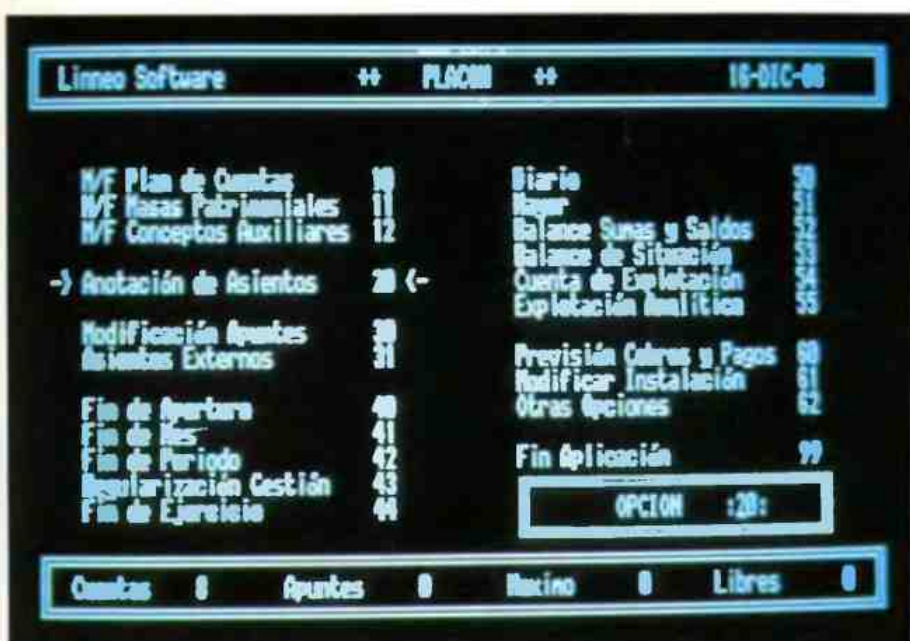 Linneo Software ++ PLACON ++ 16-DIC-88
M/F Plan de Cuentas 10
M/F Masas Patrimoniales 11
M/F Conceptos Auxiliares 12
-> Anotación de Asientos 20 <-
Modificación Apuntes 30
Asientos Externos 31
Fin de Apertura 40
Fin de Mes 41
Fin de Periodo 42
Regularización Gestión 43
Fin de Ejercicio 44
Diario 50
Mayor 51
Balance Sumas y Saldos 52
Balance de Situación 53
Cuenta de Explotación 54
Explotación Analítica 55
Previsión Cobros y Pagos 60
Modificar Instalación 61
Otras Opciones 62
Fin Aplicación 99
OPCION :20:
Cuentas Apuntes 0 Maximo 0 Libres 0